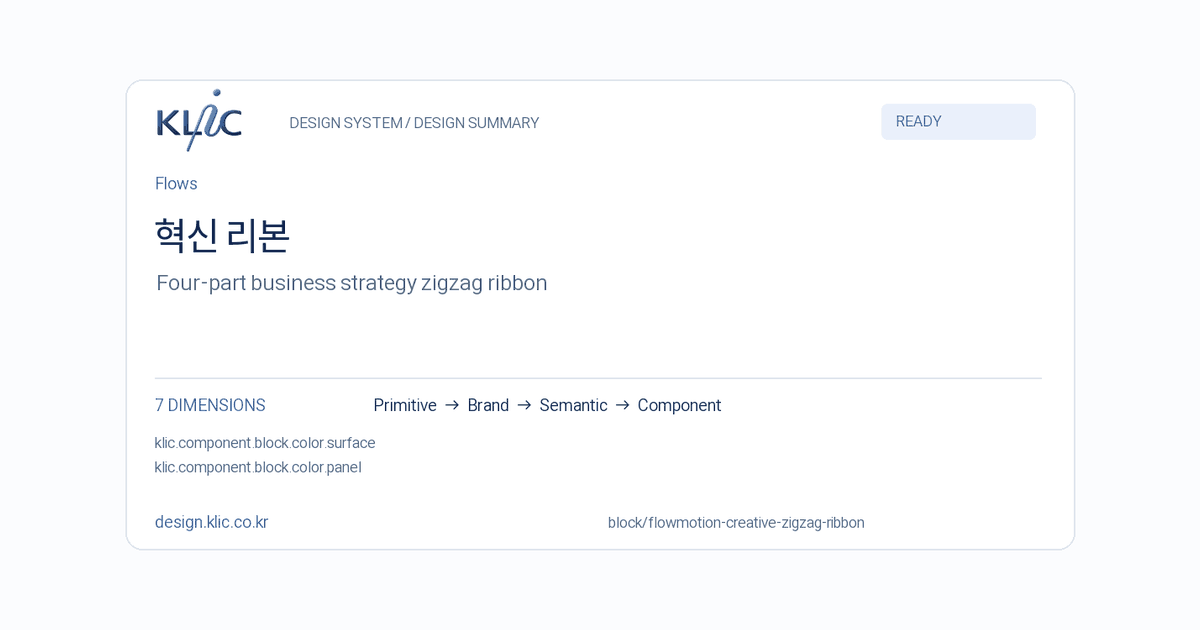 KLiC
DESIGN SYSTEM / DESIGN SUMMARY
READY
Flows
혁신 리본
Four-part business strategy zigzag ribbon
7 DIMENSIONS
Primitive → Brand → Semantic → Component
klic.component.block.color.surface
klic.component.block.color.panel
design.klic.co.kr
block/flowmotion-creative-zigzag-ribbon